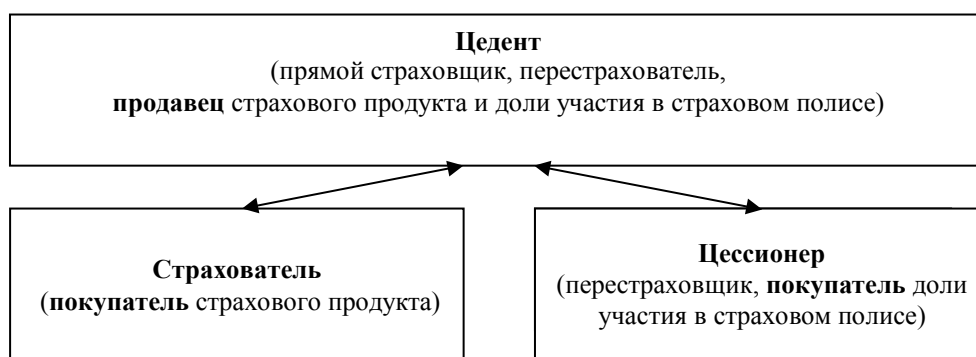 Цедент
(прямой страховщик, перестрахователь,
продавец страхового продукта и доли участия в страховом полисе)
Страхователь
(покупатель страхового продукта)
Цессионер
(перестраховщик, покупатель доли
участия в страховом полисе)